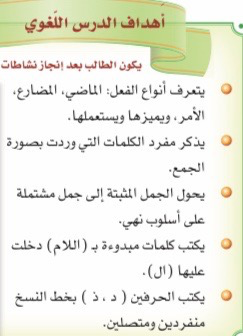 أهداف الدرس اللّغوي
يكون الطالب بعد إنجاز نشاطات
يتعرف أنواع الفعل: الماضي، المضارع،
الأمر، ويميزها ويستعملها.
يذكر مفرد الكلمات التي وردت بصورة
الجمع.
يحول الجمل المثبتة إلى جمل مشتملة
على أسلوب نهي.
يكتب كلمات مبدوءة بـ (اللام) دخلت
عليها (ال).
يكتب الحرفين (د، ذ) بخط النسخ
منفردين ومتصلين.